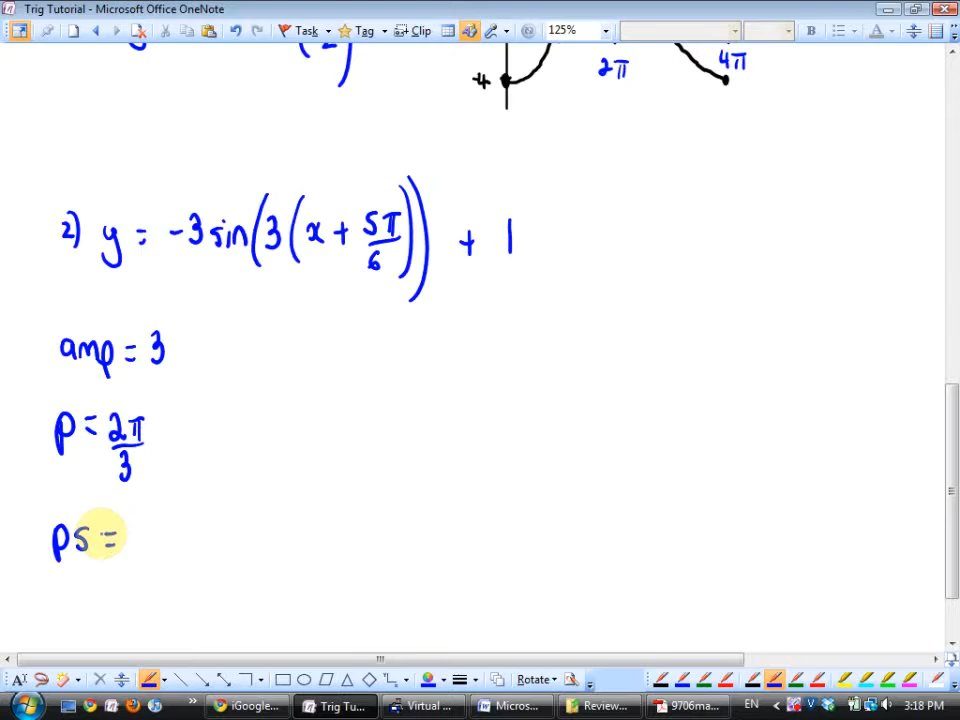 Trig Tutorial - Microsoft Office OneNote
Task Tag Clip 125% B A
-4 2π 4π
2) y = -3 sin(3(x + 5π/6)) + 1
amp = 3
p = 2π/3
ps =
Rotate
iGoogle... Trig Tu... Virtual ... Micros... Review... 9706ma... EN 3:18 PM